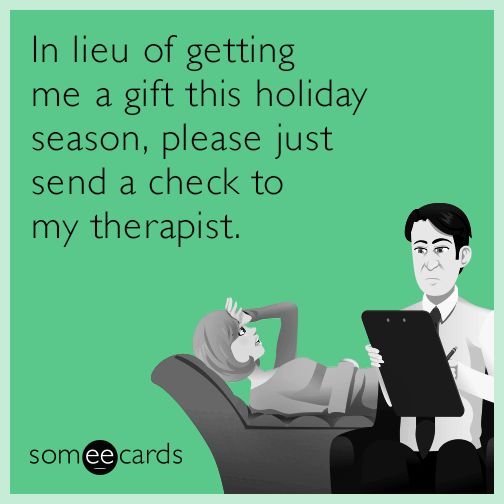 In lieu of getting
me a gift this holiday
season, please just
send a check to
my therapist.
someecards